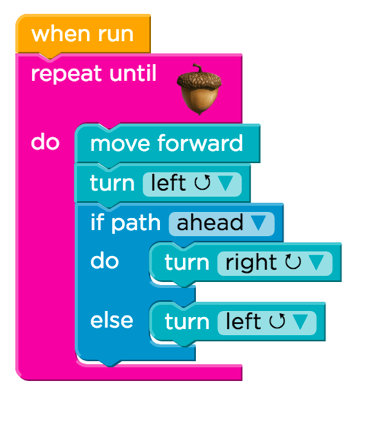 when run
repeat until
do move forward
turn left ↺ ▼
if path ahead ▼
do turn right ↻ ▼
else turn left ↺ ▼